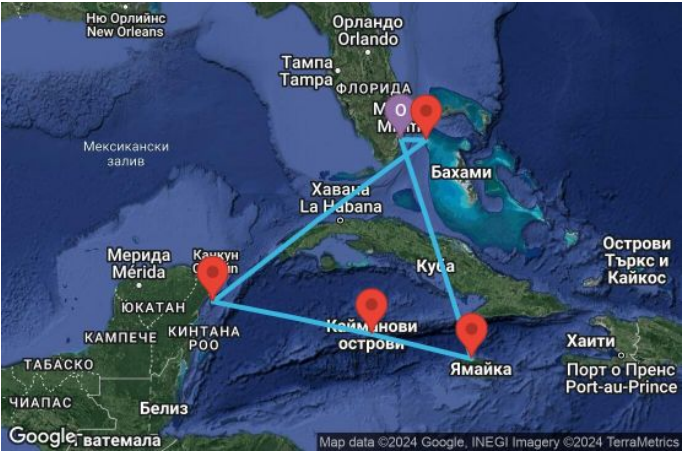 Ню Орлийнс
New Orleans
Орландо
Orlando
Тампа
Tampa
ФЛОРИДА
O
Мексикански
залив
Бахами
Хавана
La Habana
Мерида
Mérida
Канкун
Куба
Острови
Търкс и
Кайкос
ЮКАТАН
КАМПЕЧЕ
КИНТАНА
РОО
Кайманови
острови
ТАБАСКО
Хаити
Ямайка
Порт о Пренс
Port-au-Prince
ЧИАПАС
Белиз
Google
Гватемала
Map data ©2024 Google, INEGI Imagery ©2024 TerraMetrics